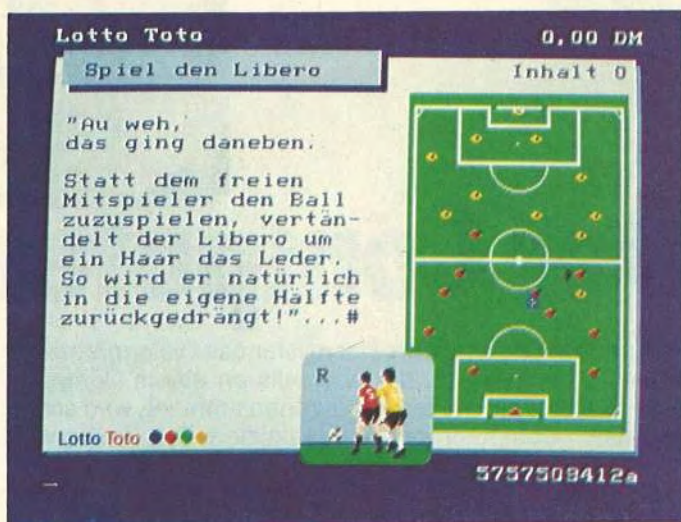 Lotto Toto 0,00 DM
Spiel den Libero
Inhalt 0
"Au weh,
das ging daneben.
Statt dem freien
Mitspieler den Ball
zuzuspielen, vertän-
delt der Libero um
ein Haar das Leder.
So wird er natürlich
in die eigene Hälfte
zurückgedrängt!"...#
R
Lotto Toto
5757509412a